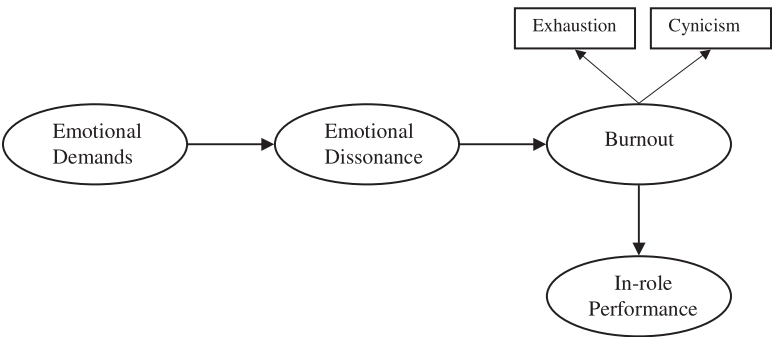 Exhaustion
Cynicism
Emotional
Demands
Emotional
Dissonance
Burnout
In-role
Performance